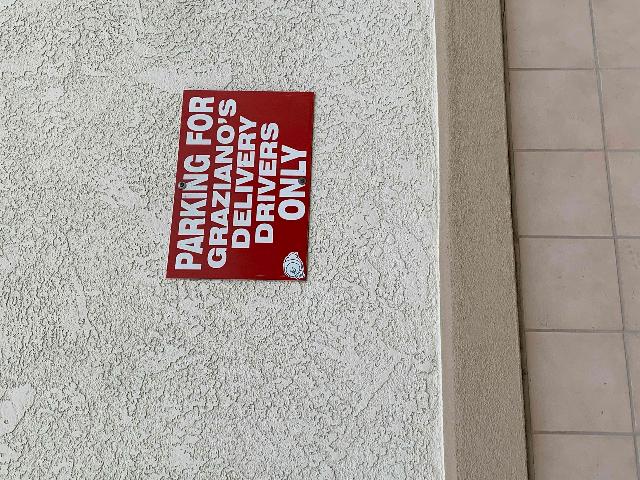 PARKING FOR
GRAZIANO'S
DELIVERY
DRIVERS
ONLY